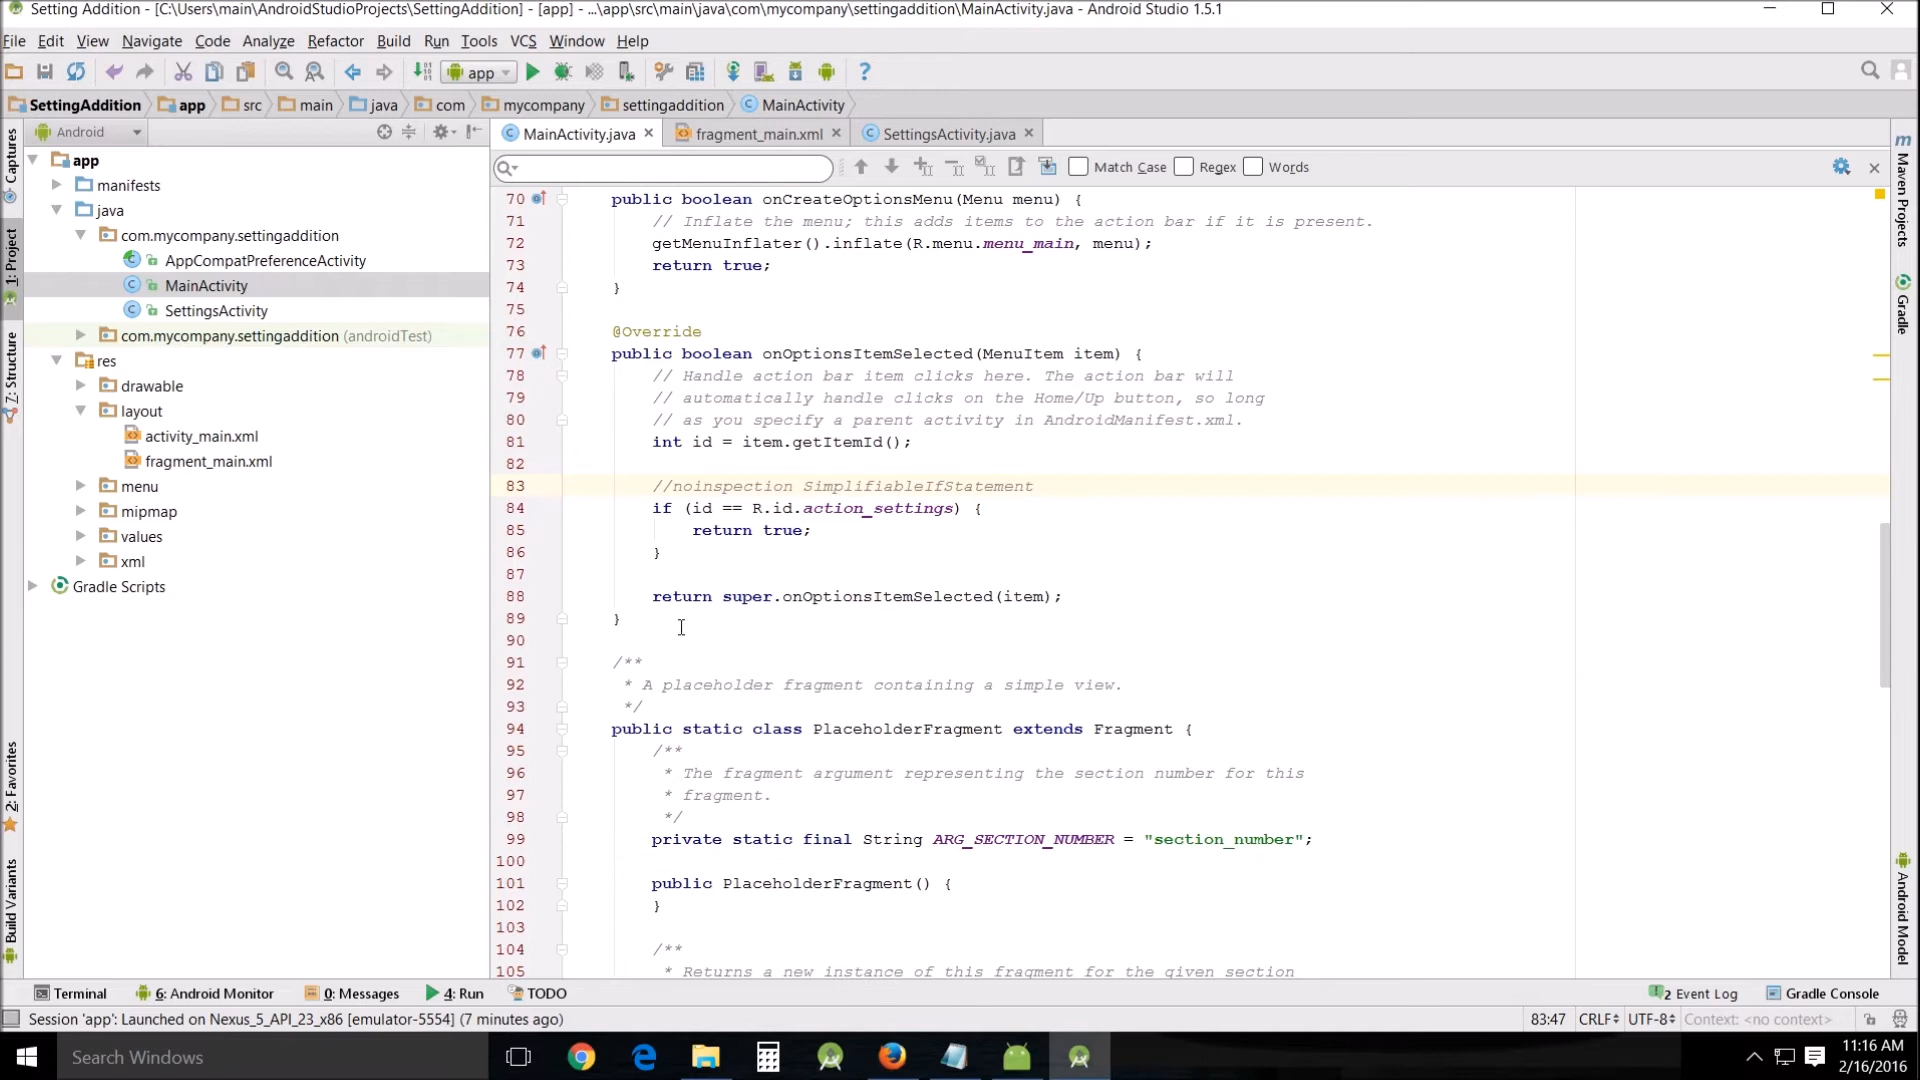 SettingAddition - [C:\Users\main\AndroidStudioProjects\SettingAddition] - [app] - ...\app\src\main\java\com\mycompany\settingaddition\MainActivity.java - Android Studio 1.5.1
File Edit View Navigate Code Analyze Refactor Build Run Tools VCS Window Help
app
SettingAddition app src main java com mycompany settingaddition MainActivity
Android
MainActivity.java fragment_main.xml SettingsActivity.java
Match Case Regex Words
Captures
1: Project
7: Structure
2: Favorites
Build Variants
app
manifests
java
com.mycompany.settingaddition
AppCompatPreferenceActivity
MainActivity
SettingsActivity
com.mycompany.settingaddition (androidTest)
res
drawable
layout
activity_main.xml
fragment_main.xml
menu
mipmap
values
xml
Gradle Scripts
70 public boolean onCreateOptionsMenu(Menu menu) {
71 // Inflate the menu; this adds items to the action bar if it is present.
72 getMenuInflater().inflate(R.menu.menu_main, menu);
73 return true;
74 }
75
76 @Override
77 public boolean onOptionsItemSelected(MenuItem item) {
78 // Handle action bar item clicks here. The action bar will
79 // automatically handle clicks on the Home/Up button, so long
80 // as you specify a parent activity in AndroidManifest.xml.
81 int id = item.getItemId();
82
83 //noinspection SimplifiableIfStatement
84 if (id == R.id.action_settings) {
85 return true;
86 }
87
88 return super.onOptionsItemSelected(item);
89 }
90
91 /**
92 * A placeholder fragment containing a simple view.
93 */
94 public static class PlaceholderFragment extends Fragment {
95 /**
96 * The fragment argument representing the section number for this
97 * fragment.
98 */
99 private static final String ARG_SECTION_NUMBER = "section_number";
100
101 public PlaceholderFragment() {
102 }
103
104 /**
105 * Returns a new instance of this fragment for the given section
Maven Projects
Gradle
Android Model
Terminal 6: Android Monitor 0: Messages 4: Run TODO 2 Event Log Gradle Console
Session 'app': Launched on Nexus_5_API_23_x86 [emulator-5554] (7 minutes ago) 83:47 CRLF UTF-8 Context: <no context>
Search Windows
11:16 AM
2/16/2016